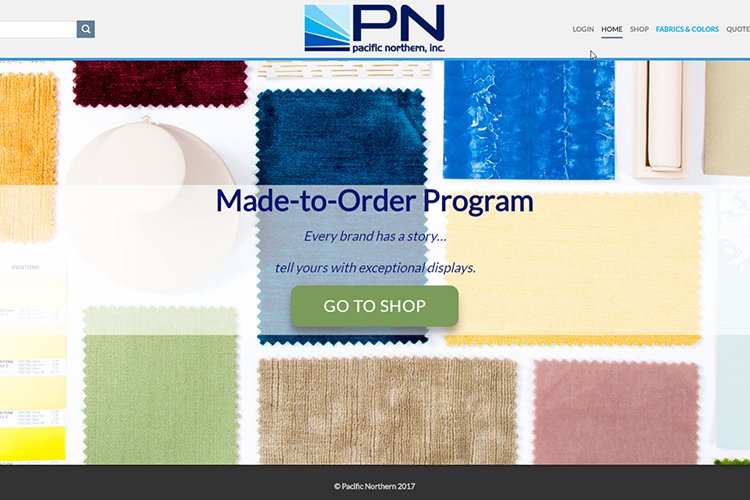 PN
pacific northern, inc.
LOGIN HOME SHOP FABRICS & COLORS QUOTE
Made-to-Order Program
Every brand has a story...
tell yours with exceptional displays.
PANTONE
GO TO SHOP
© Pacific Northern 2017